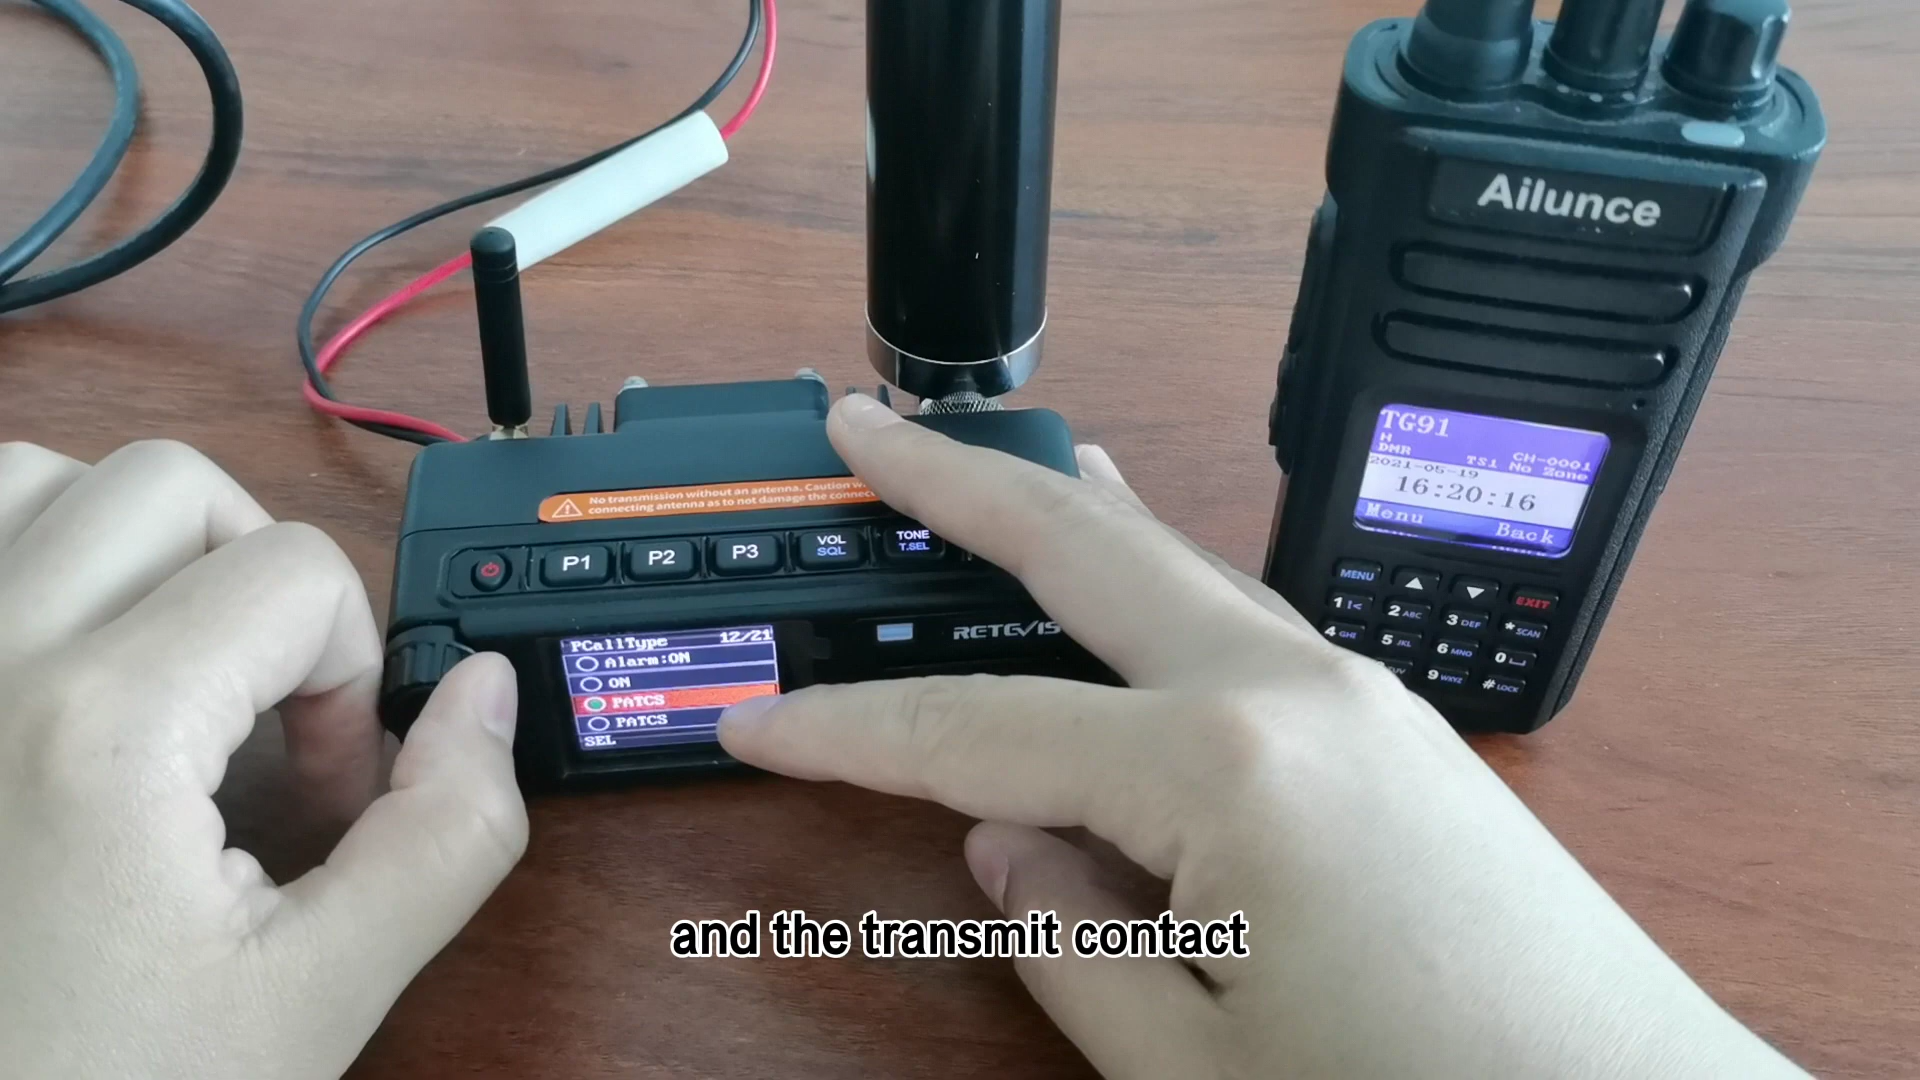 Ailunce
TG91
H
DMR
CH-0001
TS1 No Zone
2021-05-19
16:20:16
Menu
Back
No transmission without an antenna. Caution
connecting antenna as to not damage the
P1
P2
P3
VOL
SQL
TONE
T.SEL
MENU
EXIT
1
2 ABC
3 DEF
* SCAN
4 GHI
5 JKL
6 MNO
0
9 WXYZ
# LOCK
RETEVIS
PCallType 12/21
Alarm:ON
ON
PATCS
PATCS
SEL
and the transmit contact